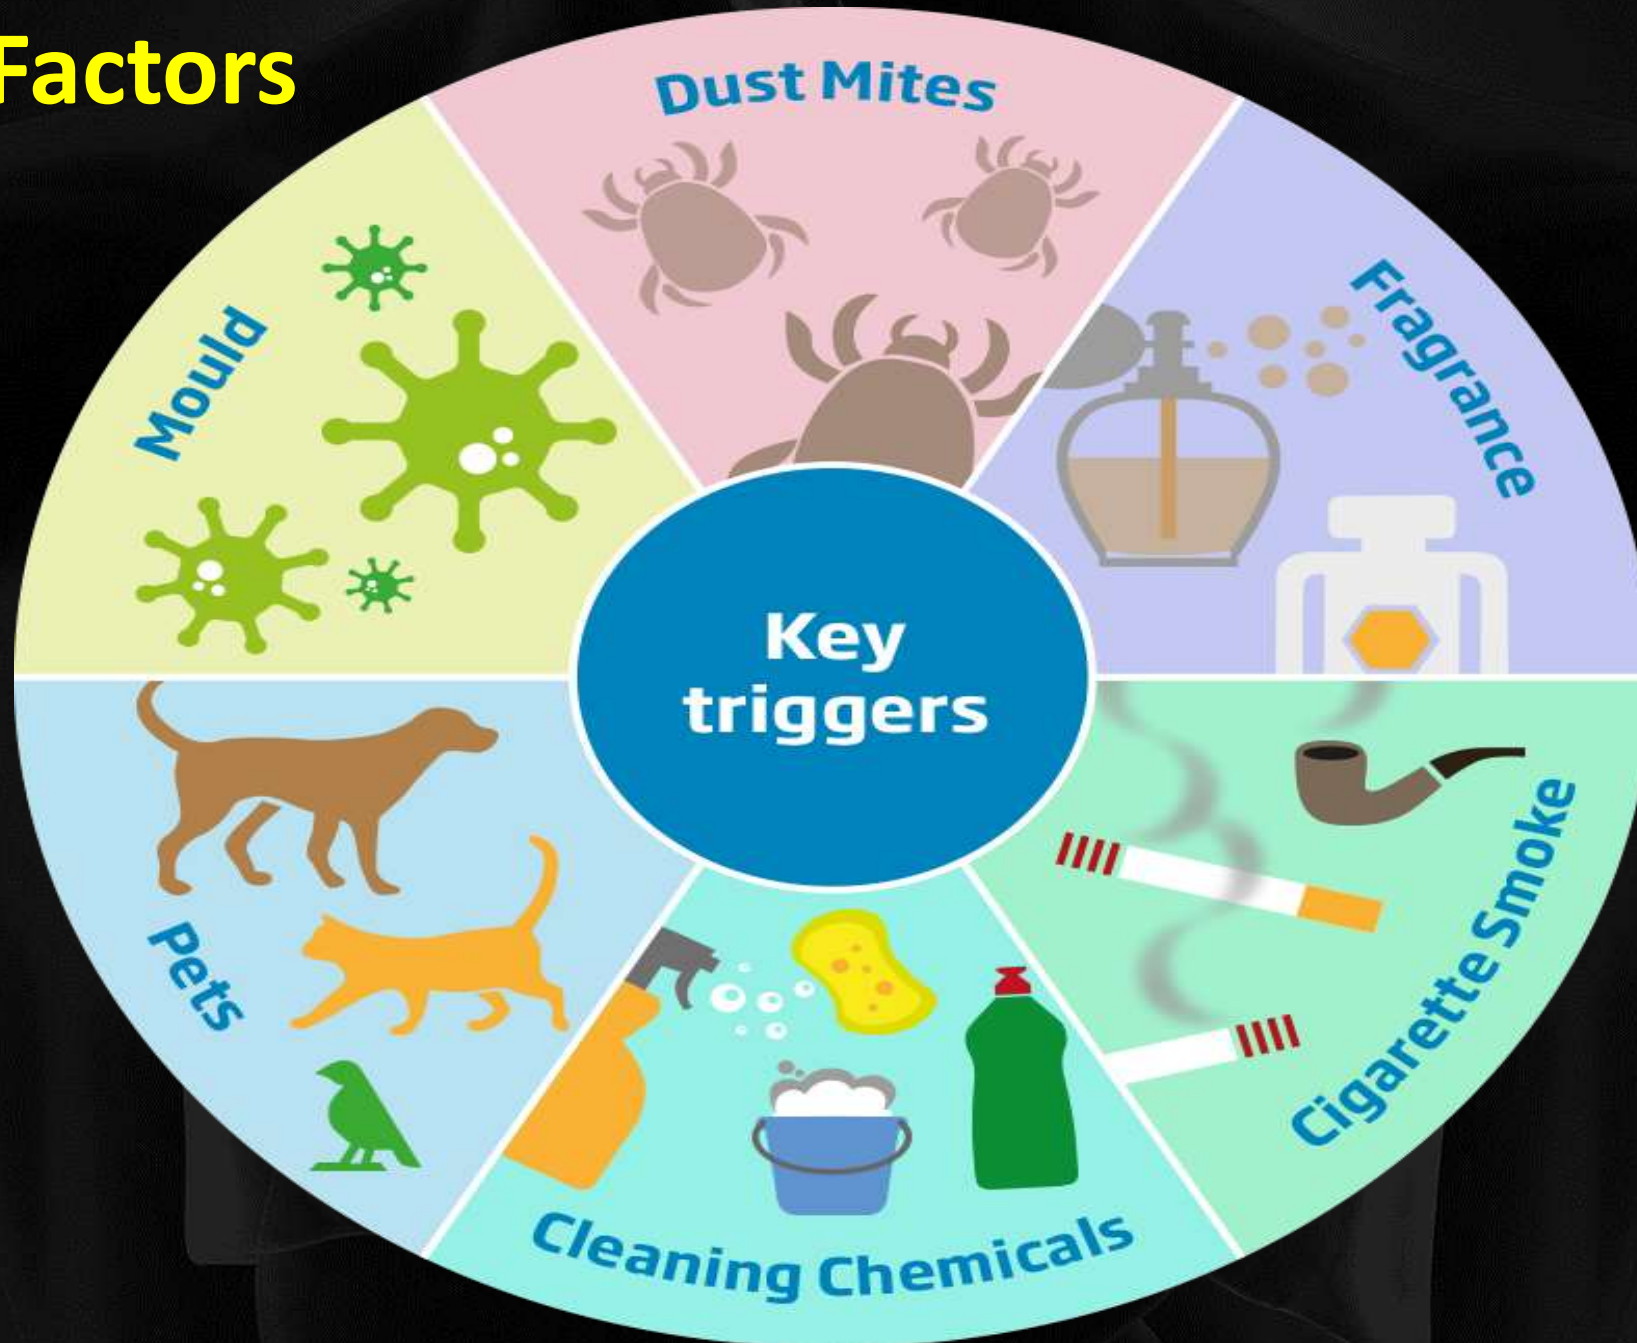 Factors
Dust Mites
Fragrance
Mould
Key
triggers
Pets
Cigarette Smoke
Cleaning Chemicals